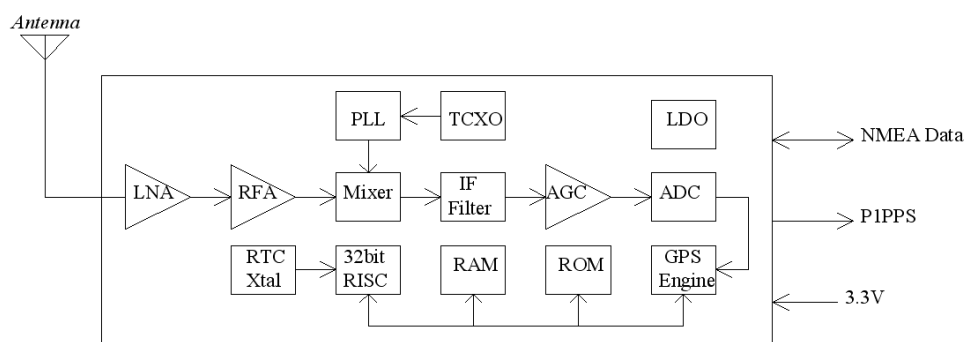 Antenna
PLL
TCXO
LDO
NMEA Data
LNA
RFA
Mixer
IF
Filter
AGC
ADC
P1PPS
RTC
Xtal
32bit
RISC
RAM
ROM
GPS
Engine
3.3V